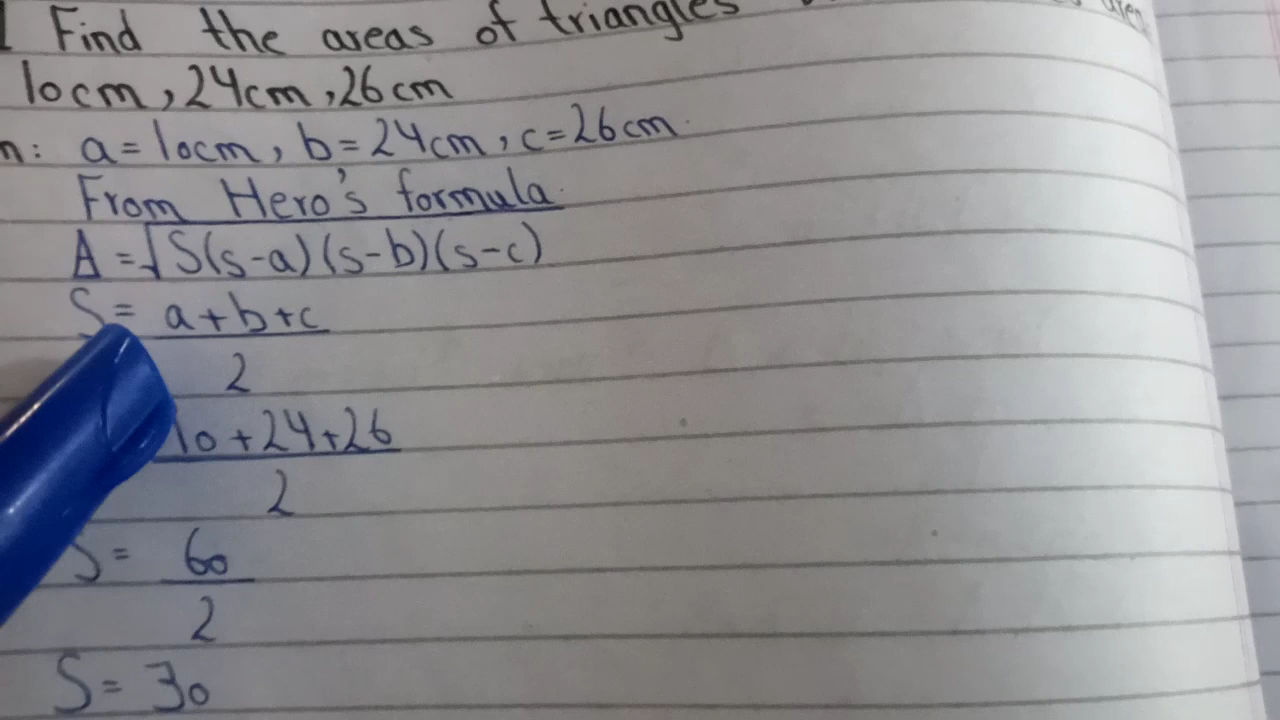 Find the areas of triangles
10cm, 24cm, 26cm
n: a = 10cm, b = 24cm, c = 26cm.
From Hero's formula.
A = √S(s-a)(s-b)(s-c)
S = a+b+c
2
10+24+26
2
S = 60
2
S = 30